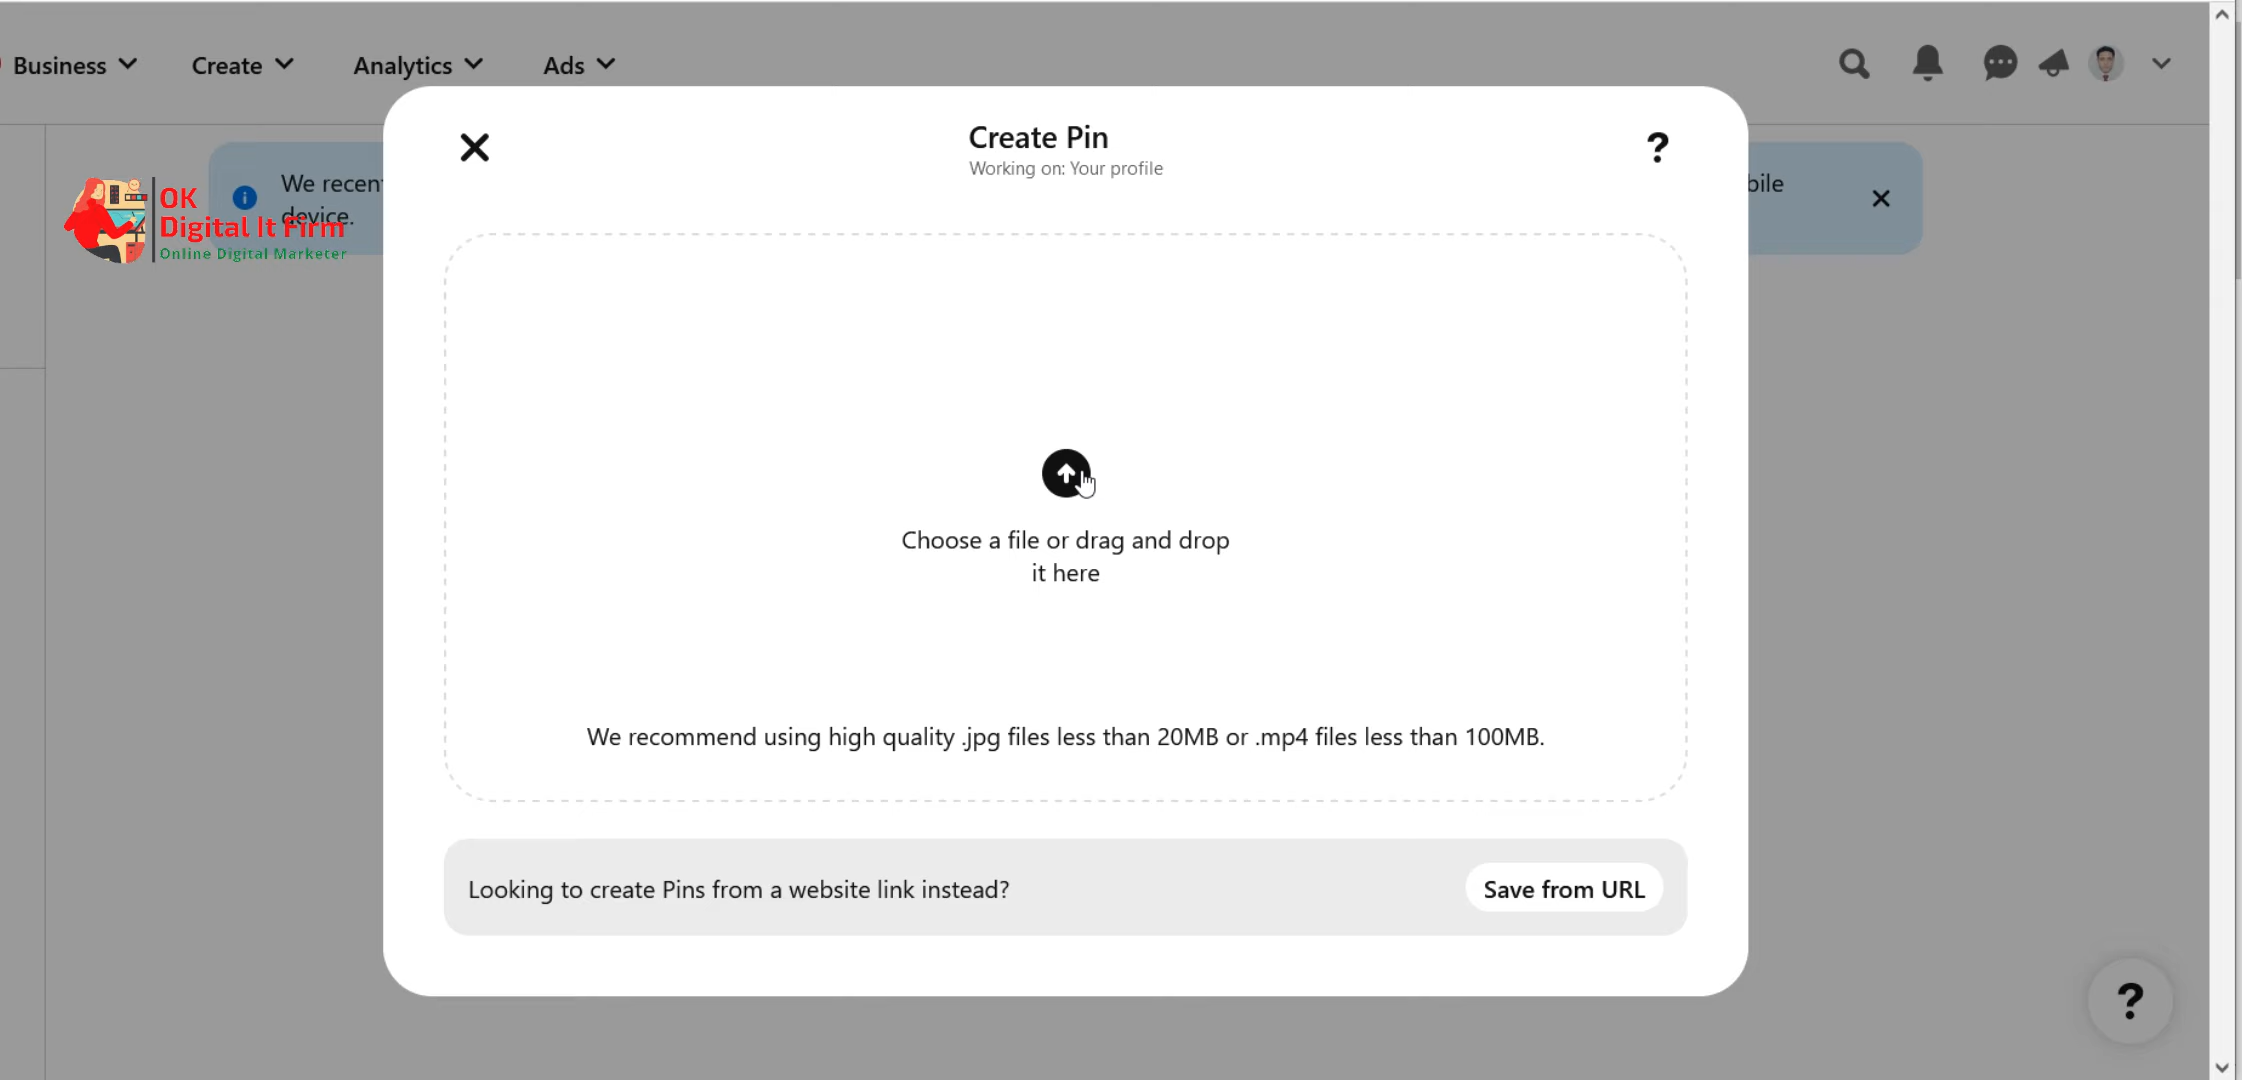 Business
Create
Analytics
Ads
Create Pin
Working on: Your profile
?
We recent
device.
bile
OK
Digital It Firm
Online Digital Marketer
Choose a file or drag and drop
it here
We recommend using high quality .jpg files less than 20MB or .mp4 files less than 100MB.
Looking to create Pins from a website link instead?
Save from URL
?